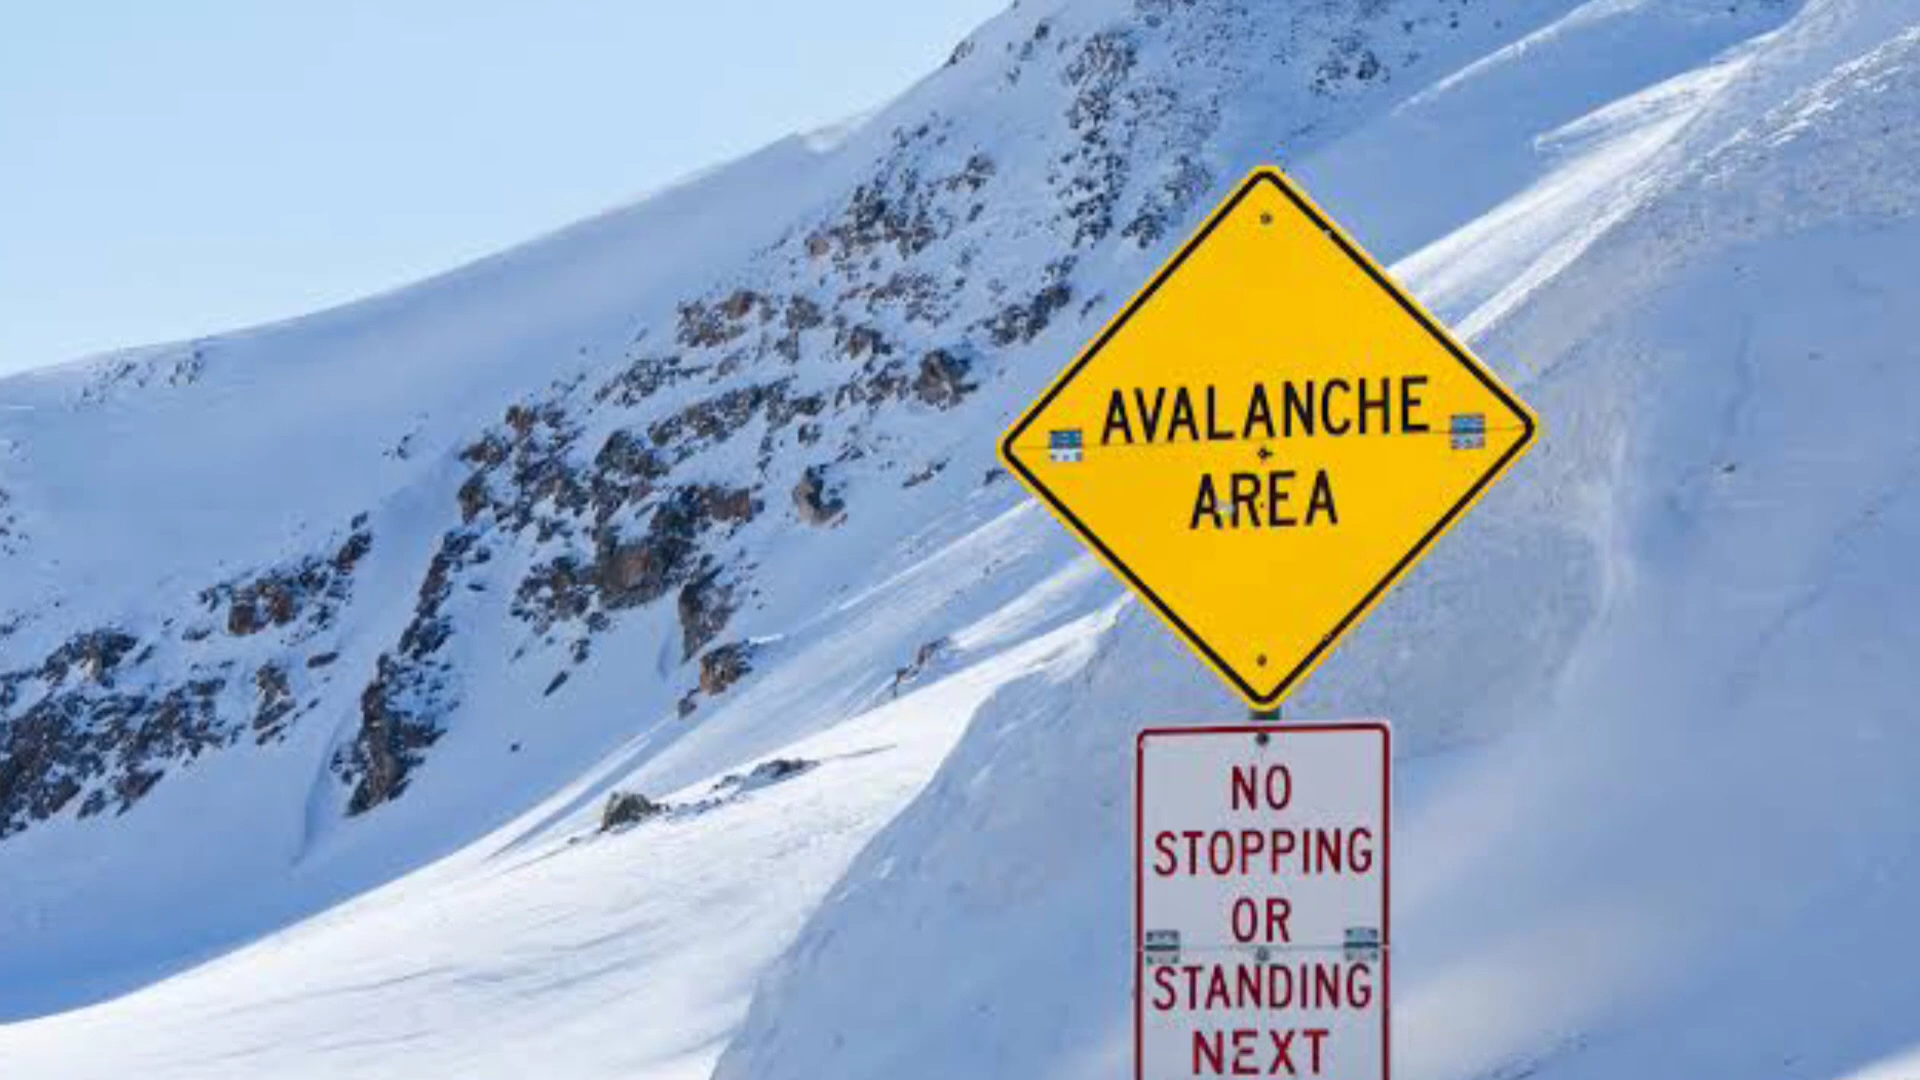 AVALANCHE
AREA
NO
STOPPING
OR
STANDING
NEXT